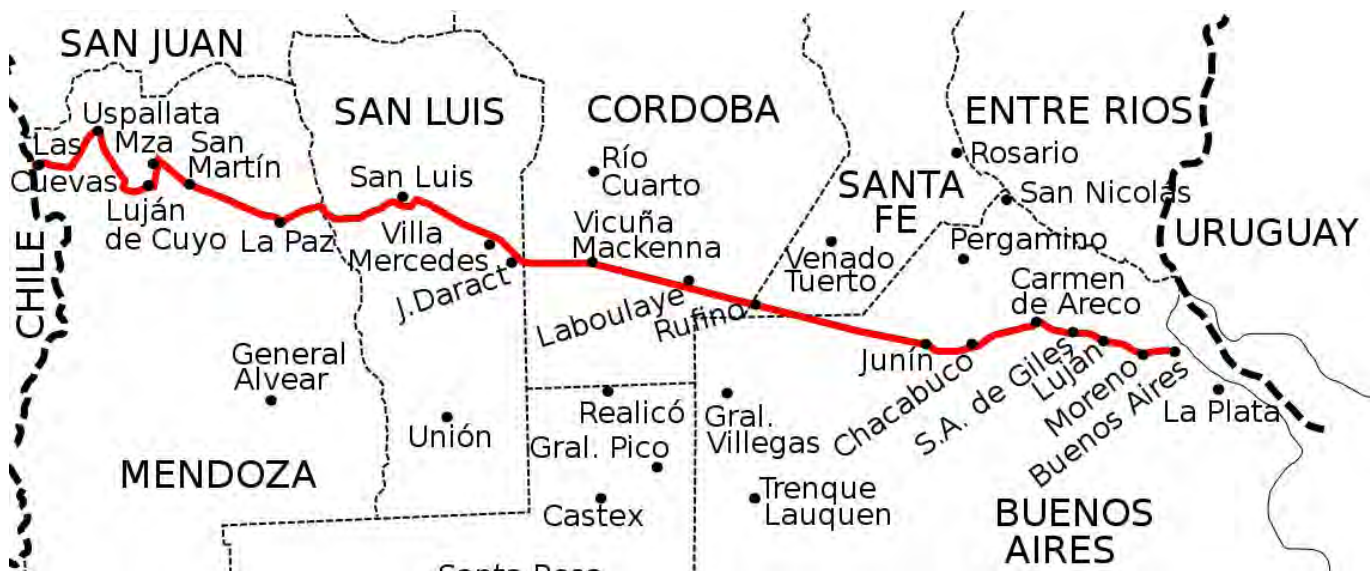 SAN JUAN
Uspallata
Las
Cuevas
Mza
San
Martín
Luján
de Cuyo
La Paz
CHILE
SAN LUIS
San Luis
Villa
Mercedes
J.Daract
General
Alvear
MENDOZA
Unión
CORDOBA
Río
Cuarto
Vicuña
Mackenna
Laboulaye
Rufino
Realicó
Gral. Pico
Castex
SANTA
FE
Venado
Tuerto
ENTRE RIOS
Rosario
San Nicolás
Pergamino
Carmen
de Areco
URUGUAY
Junín
Chacabuco
S.A. de Giles
Luján
Moreno
Buenos Aires
La Plata
Gral.
Villegas
Trenque
Lauquen
BUENOS
AIRES